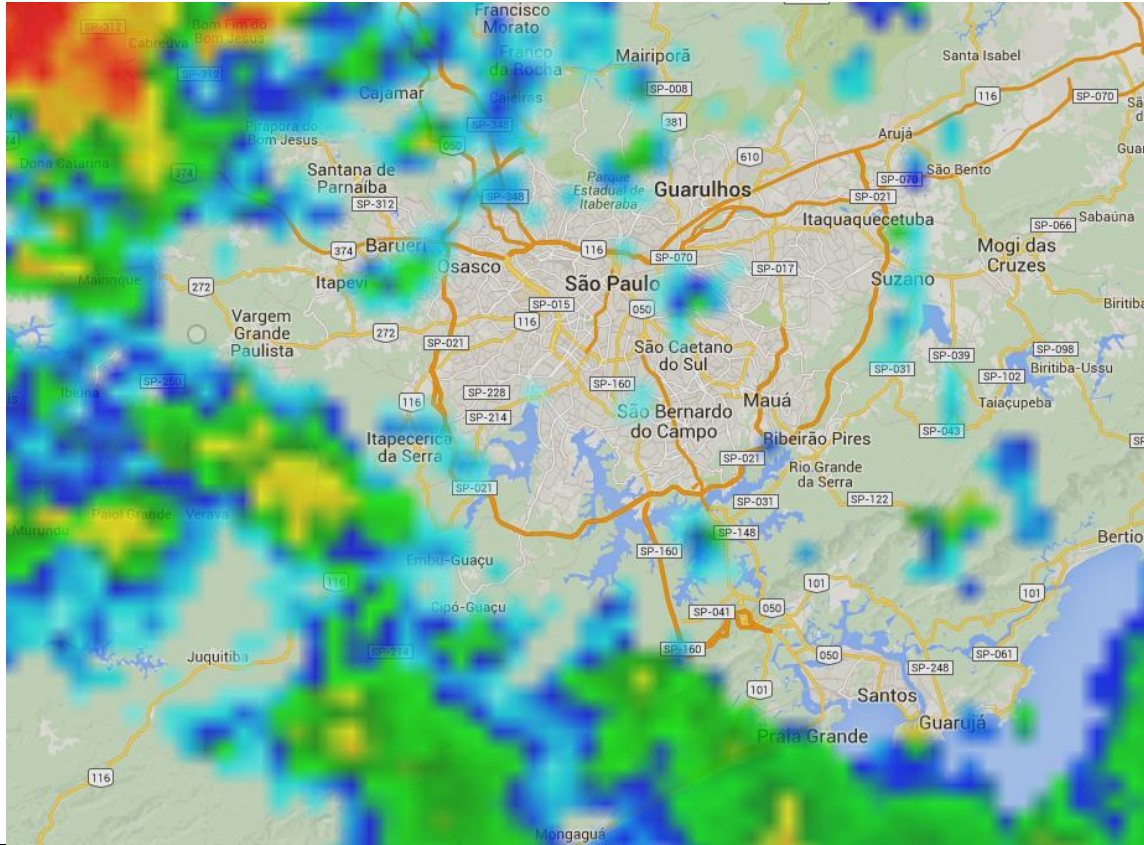 Francisco
Morato
SP-312
Bom Fim do
Bom Jesus
Cabreúva
Franco
da Rocha
Mairiporã
Santa Isabel
SP-312
Cajamar
Caieiras
SP-008
116
SP-070
SP-348
381
Pirapora do
Bom Jesus
050
Arujá
Dona Catarina
374
Santana de
Parnaíba
610
São Bento
Parque
Estadual de
Itaberaba
Guarulhos
SP-070
SP-312
SP-348
SP-021
Itaquaquecetuba
Sabaúna
SP-066
374
Barueri
116
SP-070
Mogi das
Cruzes
Osasco
SP-017
Mairinque
272
Itapevi
São Paulo
Suzano
SP-015
050
Vargem
Grande
Paulista
272
116
SP-021
São Caetano
do Sul
SP-039
SP-098
SP-031
SP-102
Biritiba-Ussu
Ibiúna
SP-250
SP-228
SP-160
116
SP-214
São Bernardo
do Campo
Mauá
Taiaçupeba
SP-043
Itapecerica
da Serra
Ribeirão Pires
SP-021
Rio Grande
da Serra
SP-021
SP-031
SP-122
Murundu
Paiol Grande
Verava
SP-148
SP-160
Embu-Guaçu
116
101
101
Cipó-Guaçu
SP-041
050
Juquitiba
SP-214
SP-160
050
SP-061
SP-248
101
Santos
Guarujá
Praia Grande
116
Mongaguá